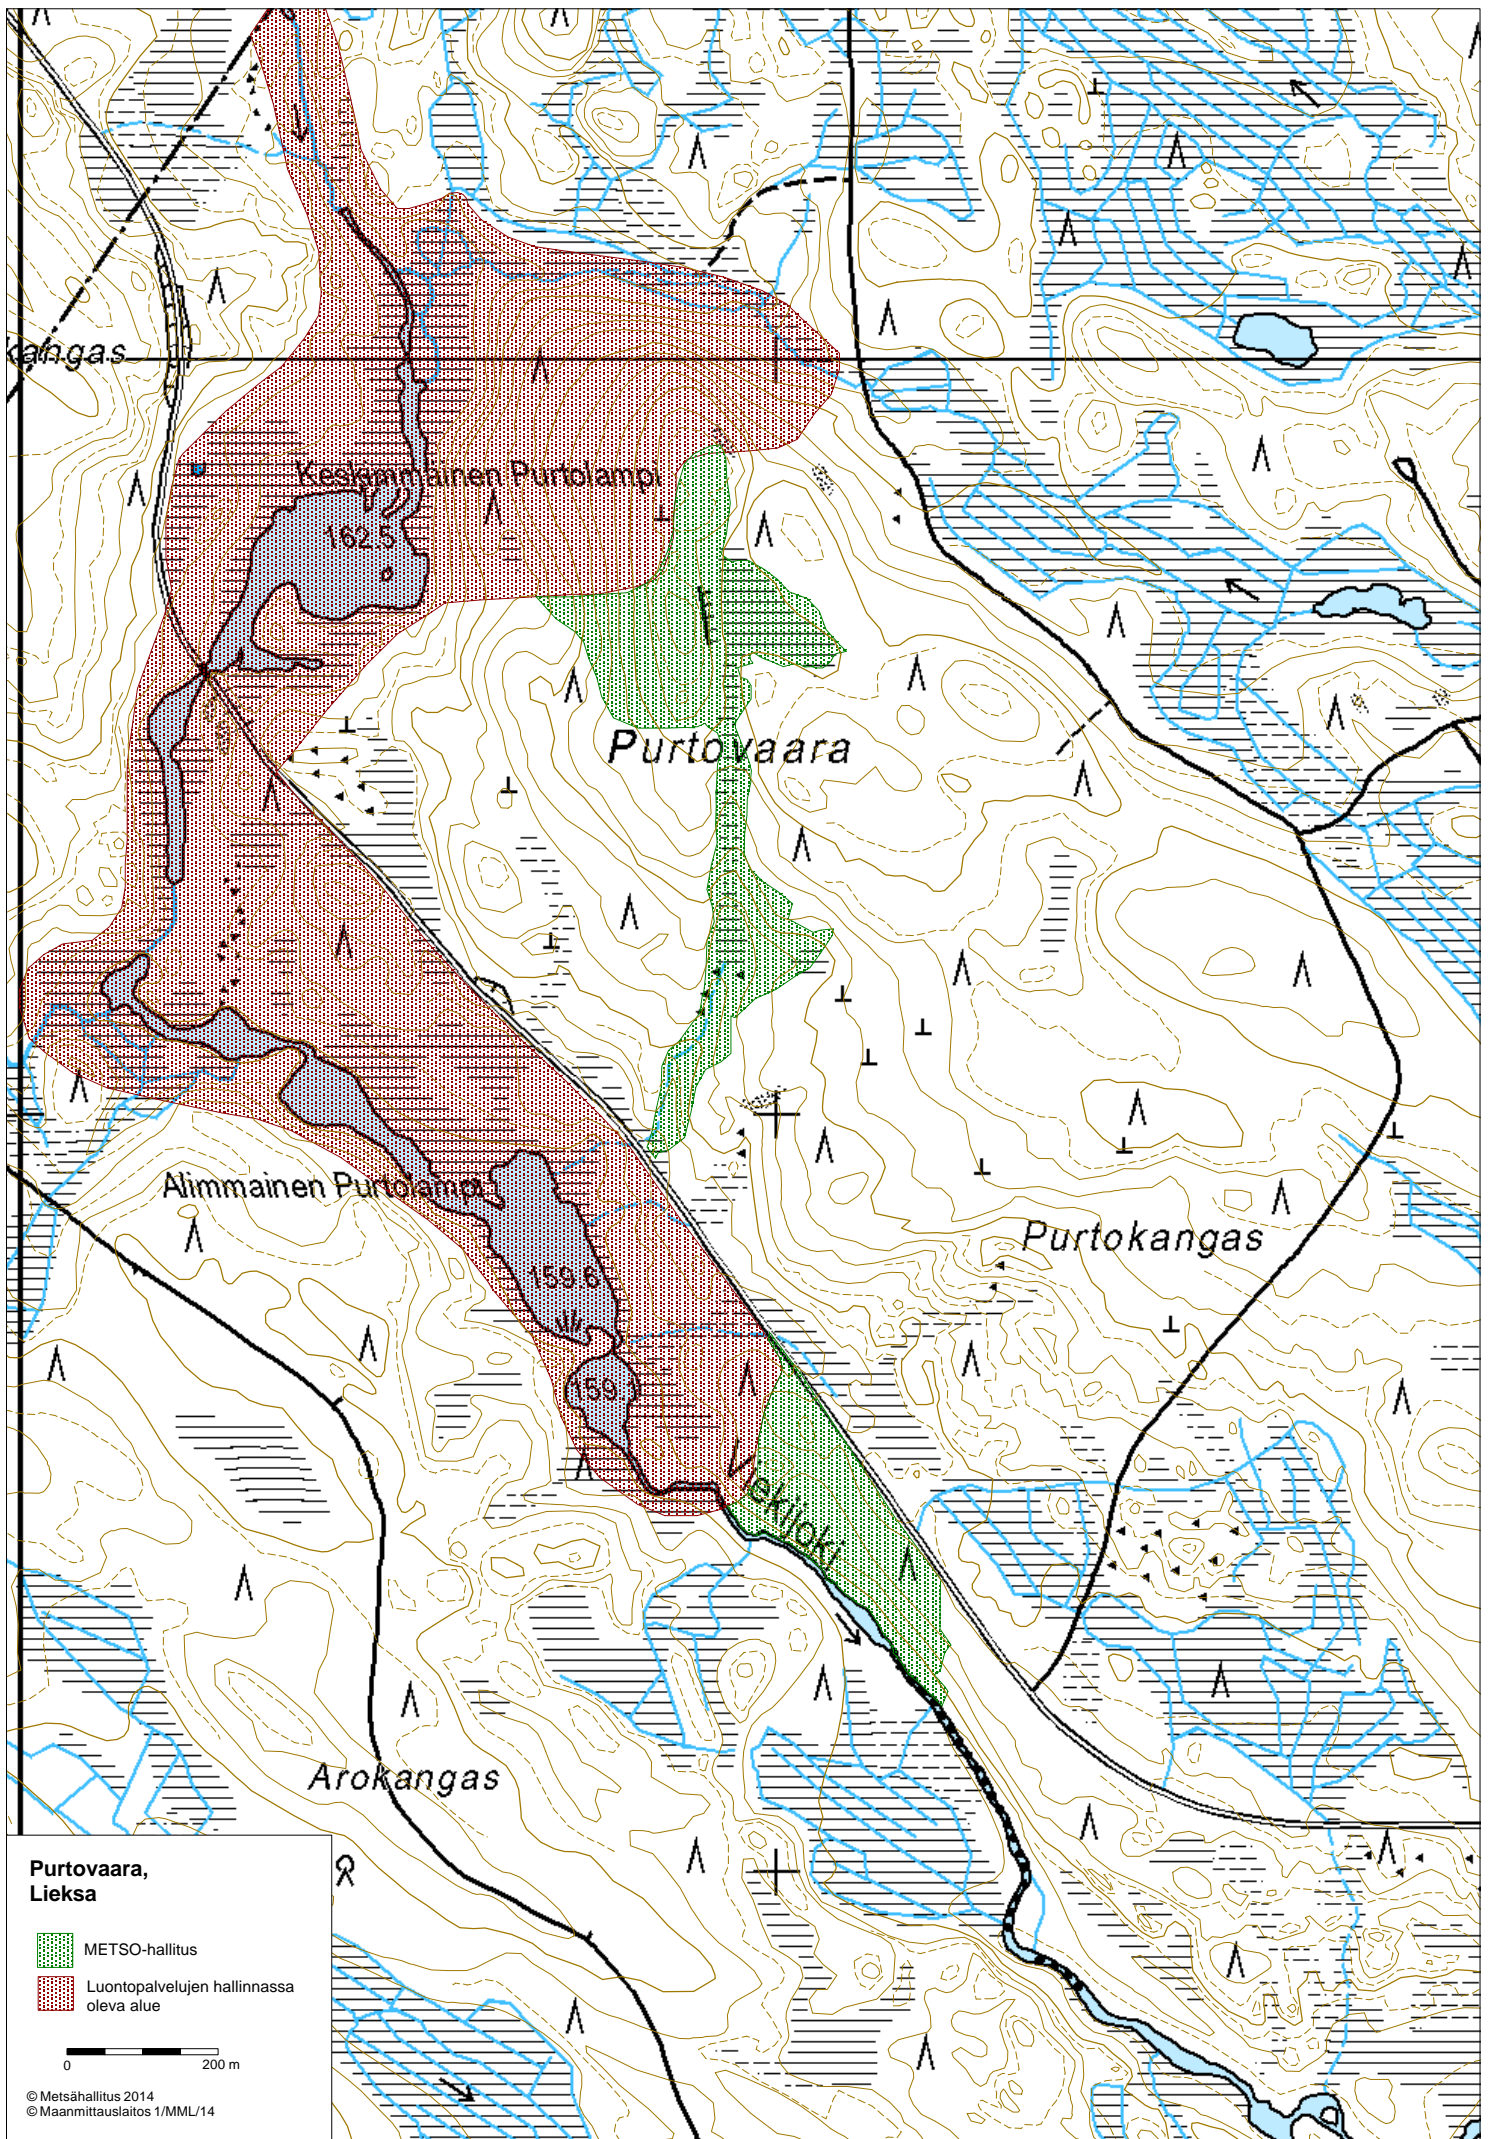 kangas
Keskimmäinen Purtolampi
162.5
Purtovaara
Alimmainen Purtolampi
Purtokangas
159.6
159.
Viekijoki
Arokangas
Purtovaara,
Lieksa
METSO-hallitus
Luontopalvelujen hallinnassa
oleva alue
0 200 m
© Metsähallitus 2014
© Maanmittauslaitos 1/MML/14